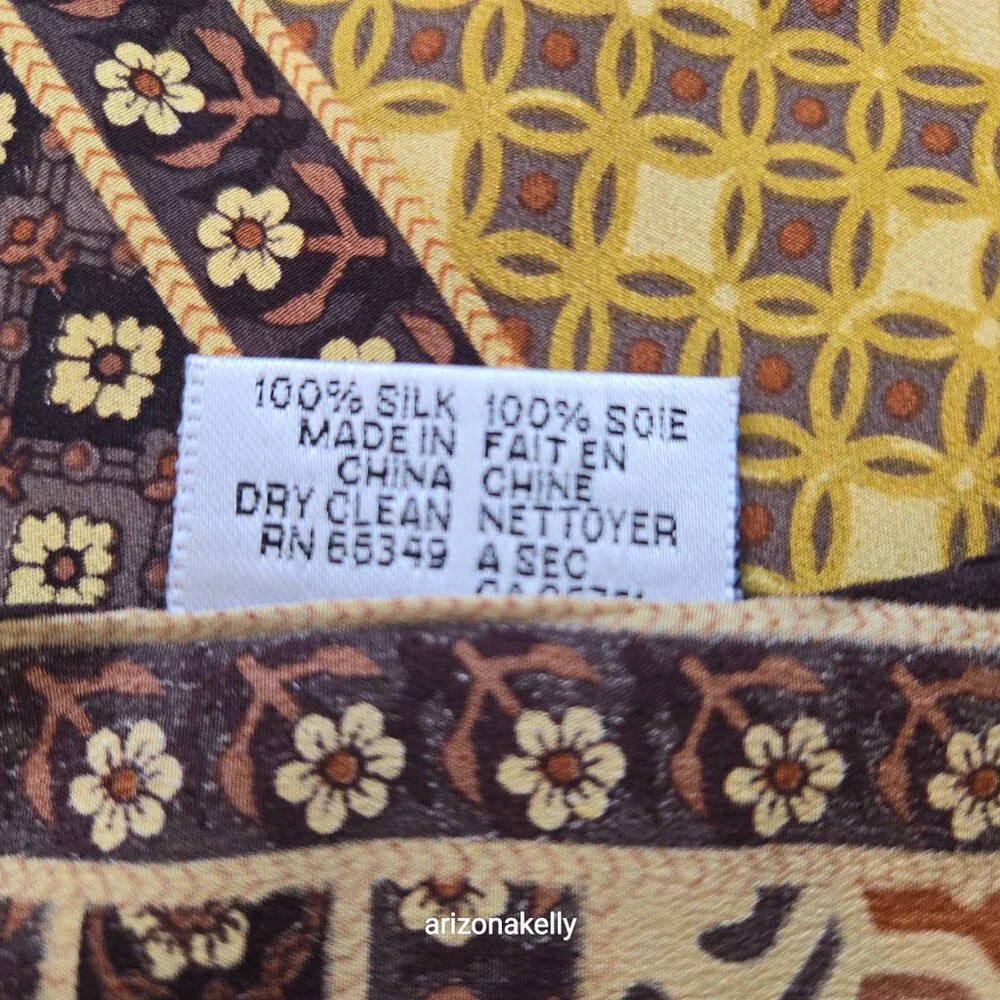 100% SILK
MADE IN
CHINA
DRY CLEAN
RN 65349
100% SOIE
FAIT EN
CHINE
NETTOYER
A SEC
arizonakelly